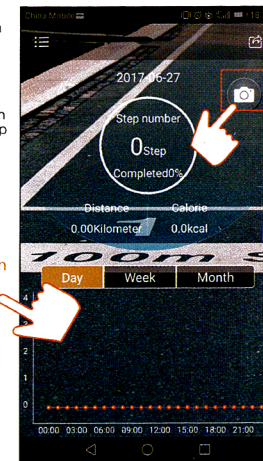 China Mobile
2017-06-27
Step number
0 Step
Completed0%
Distance Calorie
0.00Kilometer 0.0kcal
100m S
Day Week Month
4
3
2
1
0
00:00 03:00 06:00 09:00 12:00 15:00 18:00 21:00